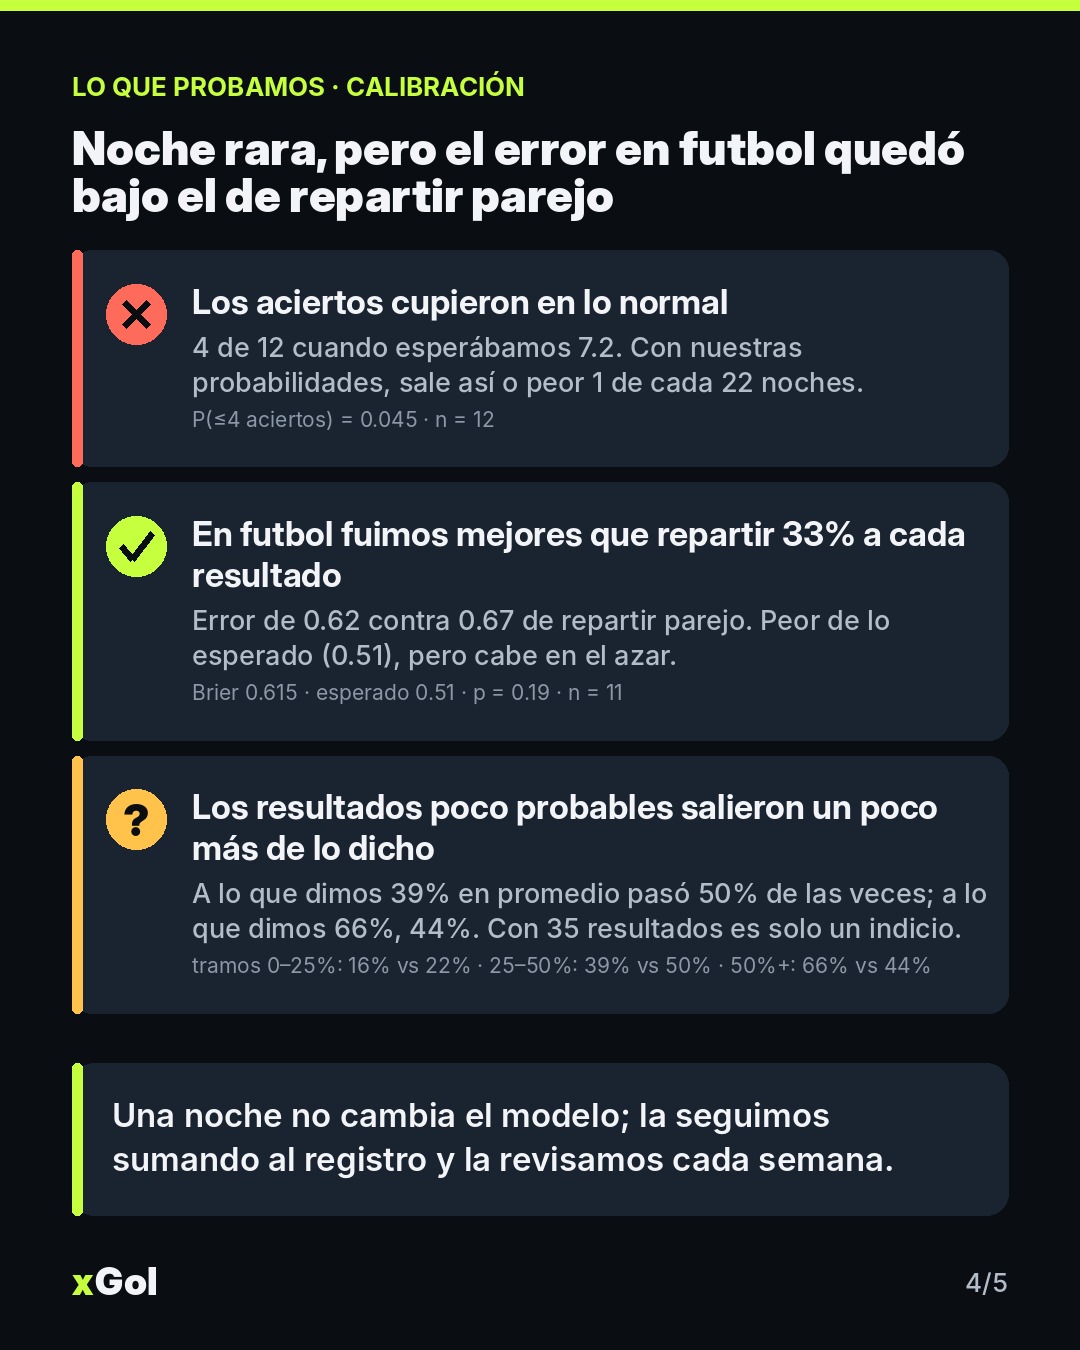 LO QUE PROBAMOS · CALIBRACIÓN
Noche rara, pero el error en futbol quedó
bajo el de repartir parejo
Los aciertos cupieron en lo normal
4 de 12 cuando esperábamos 7.2. Con nuestras
probabilidades, sale así o peor 1 de cada 22 noches.
P(≤4 aciertos) = 0.045 · n = 12
En futbol fuimos mejores que repartir 33% a cada
resultado
Error de 0.62 contra 0.67 de repartir parejo. Peor de lo
esperado (0.51), pero cabe en el azar.
Brier 0.615 · esperado 0.51 · p = 0.19 · n = 11
?
Los resultados poco probables salieron un poco
más de lo dicho
A lo que dimos 39% en promedio pasó 50% de las veces; a lo
que dimos 66%, 44%. Con 35 resultados es solo un indicio.
tramos 0–25%: 16% vs 22% · 25–50%: 39% vs 50% · 50%+: 66% vs 44%
Una noche no cambia el modelo; la seguimos
sumando al registro y la revisamos cada semana.
xGol
4/5